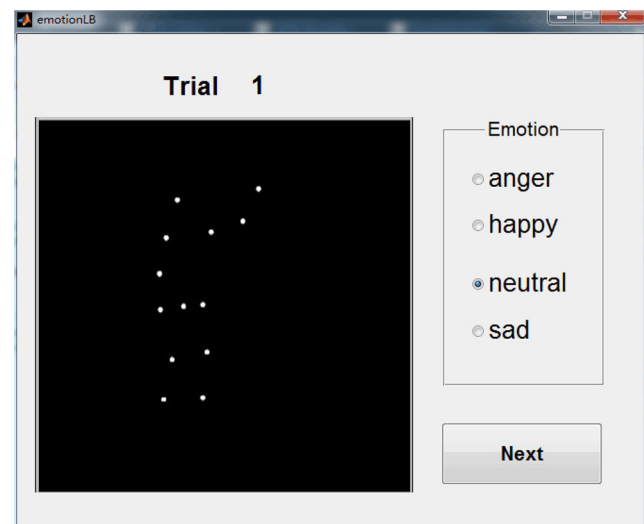 emotionLB
Trial 1
Emotion
anger
happy
neutral
sad
Next